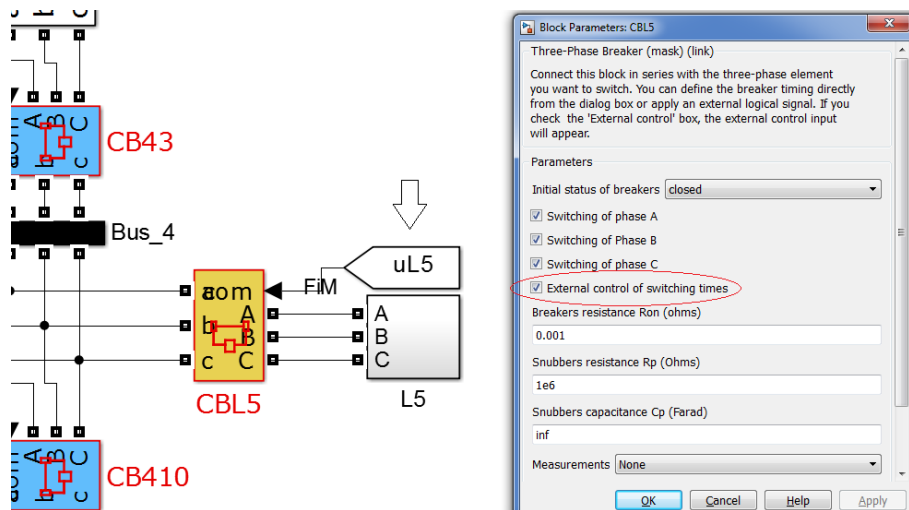 C
A
B
C
com
b
c
CB43
Bus_4
uL5
FiM
com
a
A
b
B
c
C
A
B
C
CBL5
L5
A
B
C
com
b
c
CB410
Block Parameters: CBL5
Three-Phase Breaker (mask) (link)
Connect this block in series with the three-phase element
you want to switch. You can define the breaker timing directly
from the dialog box or apply an external logical signal. If you
check the 'External control' box, the external control input
will appear.
Parameters
Initial status of breakers closed
Switching of phase A
Switching of Phase B
Switching of phase C
External control of switching times
Breakers resistance Ron (ohms)
0.001
Snubbers resistance Rp (Ohms)
1e6
Snubbers capacitance Cp (Farad)
inf
Measurements None
OK Cancel Help Apply